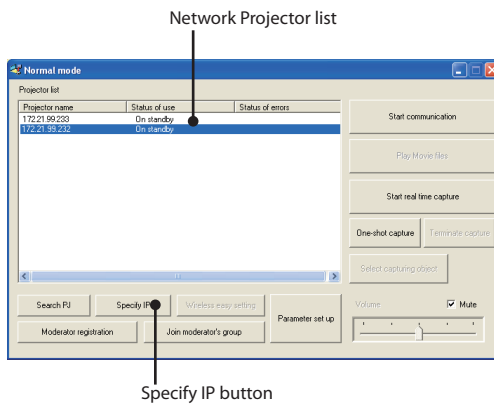 Network Projector list
Normal mode
Projector list
Projector name Status of use Status of errors
172.21.99.233 On standby
172.21.99.232 On standby
Start communication
Play Movie files
Start real time capture
One-shot capture Terminate capture
Select capturing object
Search PJ Specify IP Wireless easy setting
Parameter set up
Moderator registration Join moderator's group
Volume Mute
Specify IP button